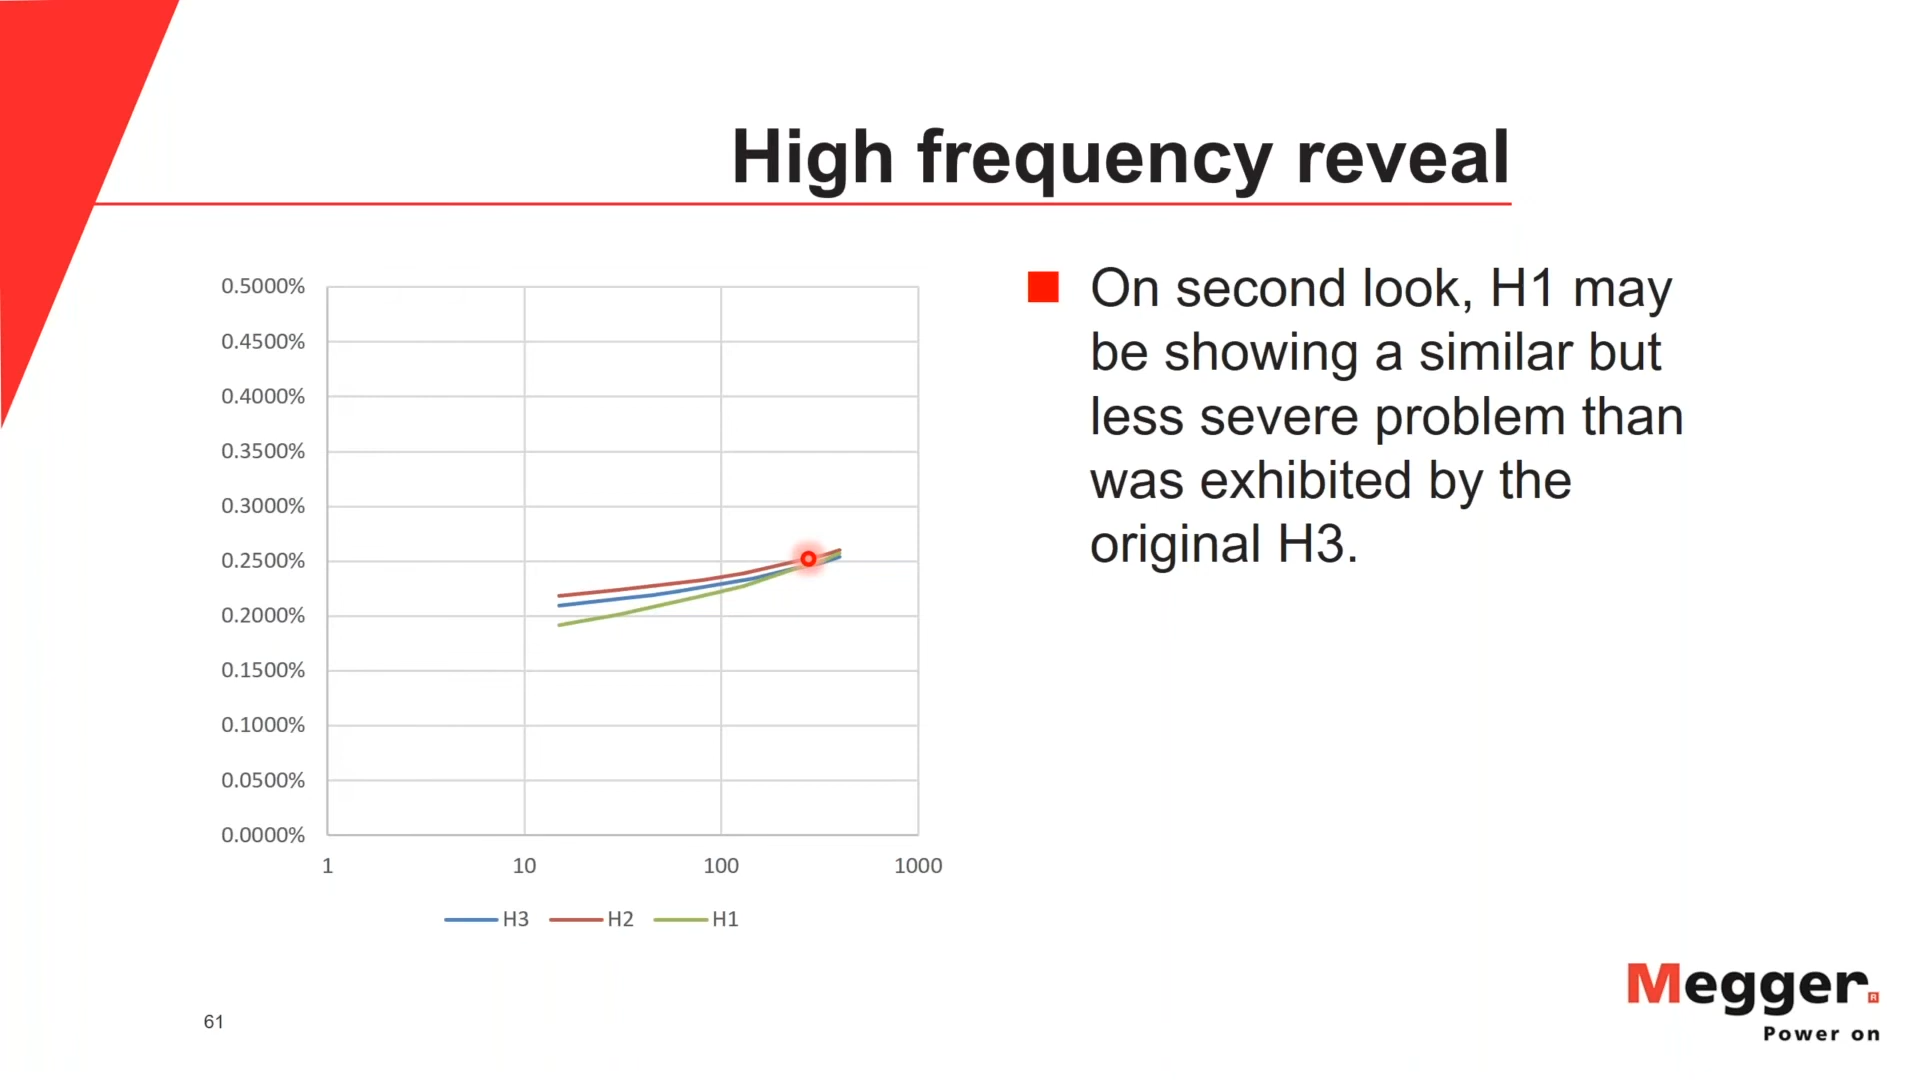 High frequency reveal
0.5000%
0.4500%
0.4000%
0.3500%
0.3000%
0.2500%
0.2000%
0.1500%
0.1000%
0.0500%
0.0000%
1 10 100 1000
H3 H2 H1
On second look, H1 may
be showing a similar but
less severe problem than
was exhibited by the
original H3.
61
Megger.
Power on